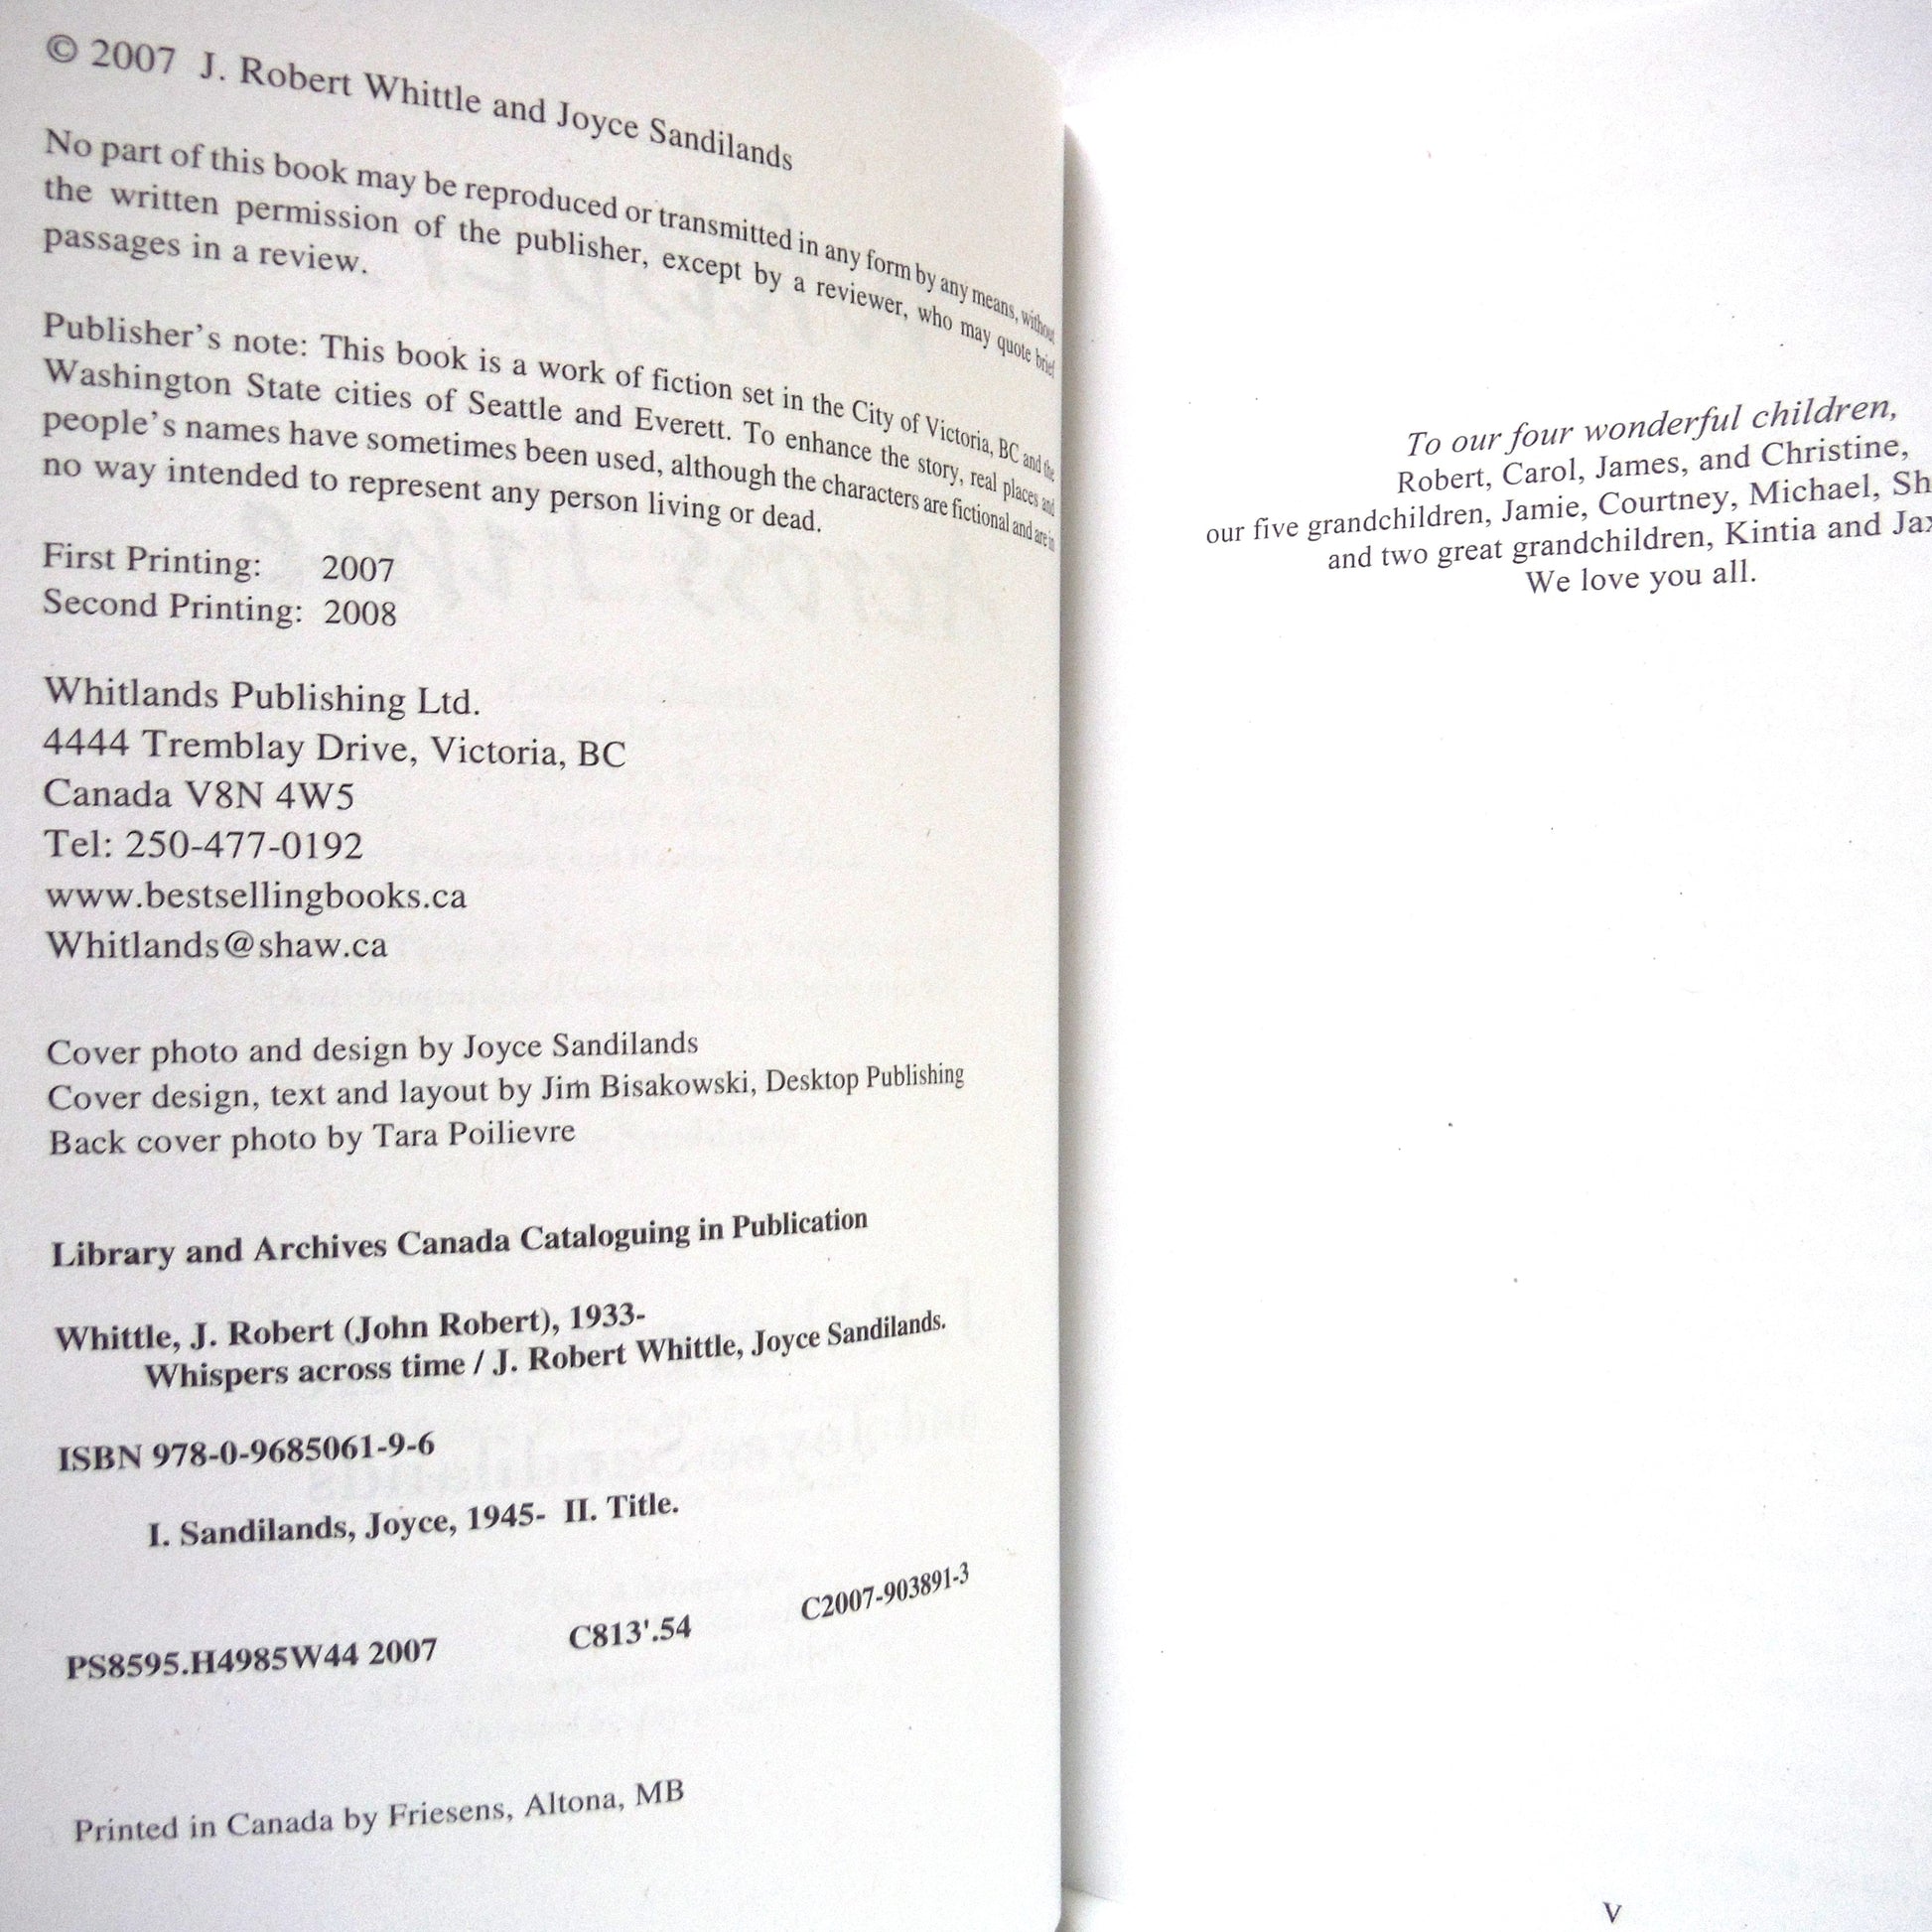 © 2007 J. Robert Whittle and Joyce Sandilands
No part of this book may be reproduced or transmitted in any form by any means, without
the written permission of the publisher, except by a reviewer, who may quote brief
passages in a review.
Publisher's note: This book is a work of fiction set in the City of Victoria, BC and the
Washington State cities of Seattle and Everett. To enhance the story, real places and
people's names have sometimes been used, although the characters are fictional and are in
no way intended to represent any person living or dead.
First Printing: 2007
Second Printing: 2008
Whitlands Publishing Ltd.
4444 Tremblay Drive, Victoria, BC
Canada V8N 4W5
Tel: 250-477-0192
www.bestsellingbooks.ca
Whitlands@shaw.ca
Cover photo and design by Joyce Sandilands
Cover design, text and layout by Jim Bisakowski, Desktop Publishing
Back cover photo by Tara Poilievre
Library and Archives Canada Cataloguing in Publication
Whittle, J. Robert (John Robert), 1933-
Whispers across time / J. Robert Whittle, Joyce Sandilands.
ISBN 978-0-9685061-9-6
I. Sandilands, Joyce, 1945- II. Title.
PS8595.H4985W44 2007 C813'.54 C2007-903891-3
Printed in Canada by Friesens, Altona, MB
To our four wonderful children,
Robert, Carol, James, and Christine,
our five grandchildren, Jamie, Courtney, Michael,
and two great grandchildren, Kintia and
We love you all.
v